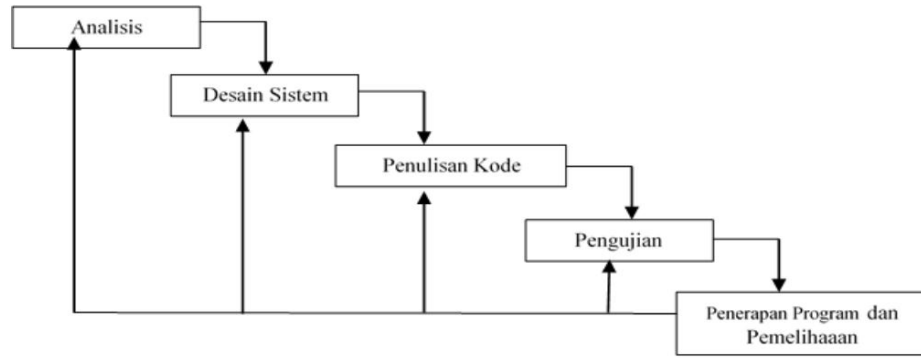 Analisis
Desain Sistem
Penulisan Kode
Pengujian
Penerapan Program dan
Pemelihaaan